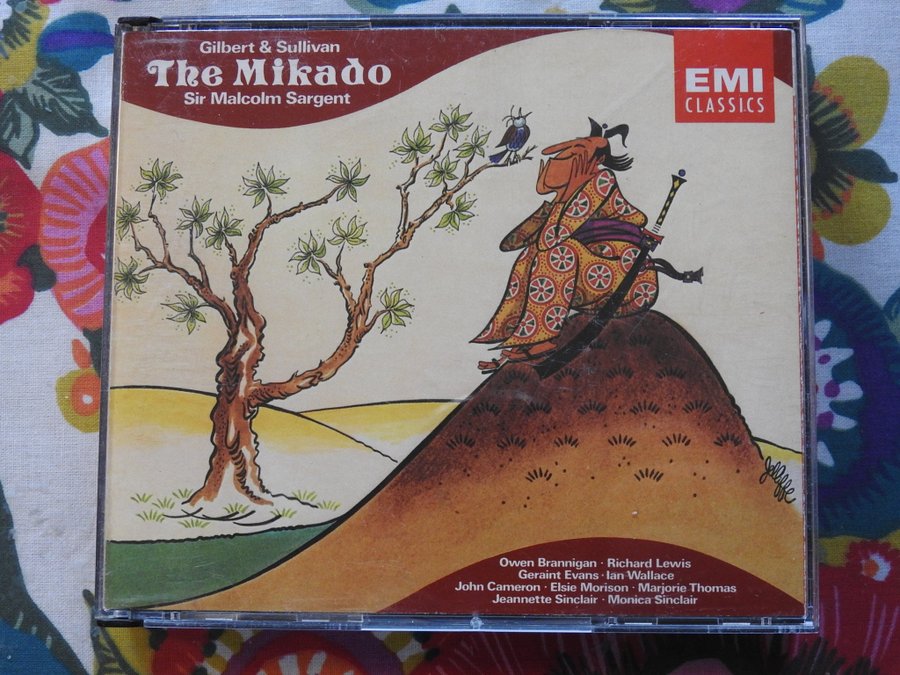 Gilbert & Sullivan
The Mikado
Sir Malcolm Sargent
EMI
CLASSICS
Jolliffe
Owen Brannigan · Richard Lewis
Geraint Evans · Ian Wallace
John Cameron · Elsie Morison · Marjorie Thomas
Jeannette Sinclair · Monica Sinclair